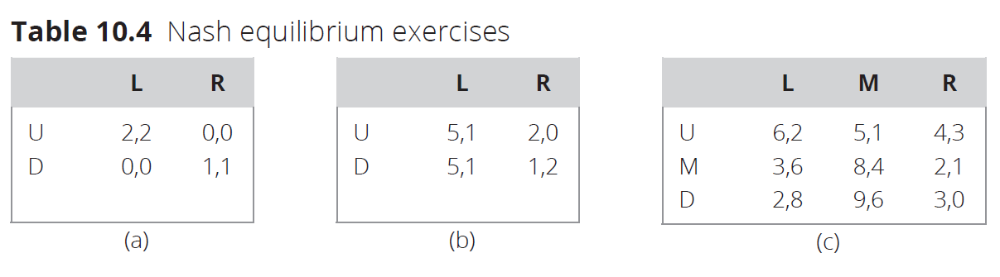 Table 10.4 Nash equilibrium exercises
L R
U 2,2 0,0
D 0,0 1,1
(a)
L R
U 5,1 2,0
D 5,1 1,2
(b)
L M R
U 6,2 5,1 4,3
M 3,6 8,4 2,1
D 2,8 9,6 3,0
(c)